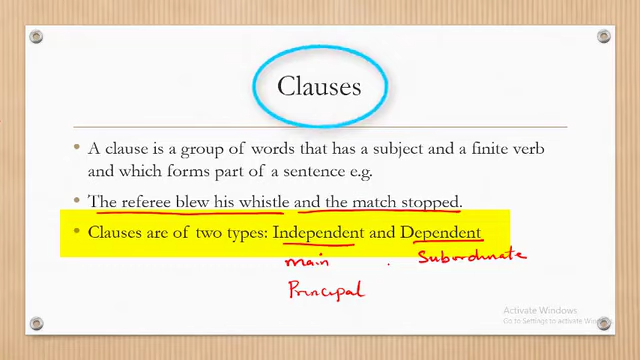 Clauses
• A clause is a group of words that has a subject and a finite verb
and which forms part of a sentence e.g.
• The referee blew his whistle and the match stopped.
• Clauses are of two types: Independent and Dependent
main Subordinate
Principal
Activate Windows
Go to Settings to activate Windows